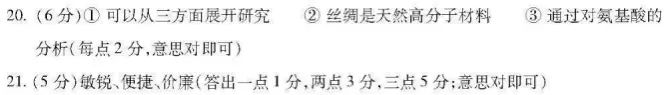 20. (6分)① 可以从三方面展开研究 ② 丝绸是天然高分子材料 ③ 通过对氨基酸的
分析(每点2分,意思对即可)
21. (5分)敏锐、便捷、价廉(答出一点1分,两点3分,三点5分;意思对即可)